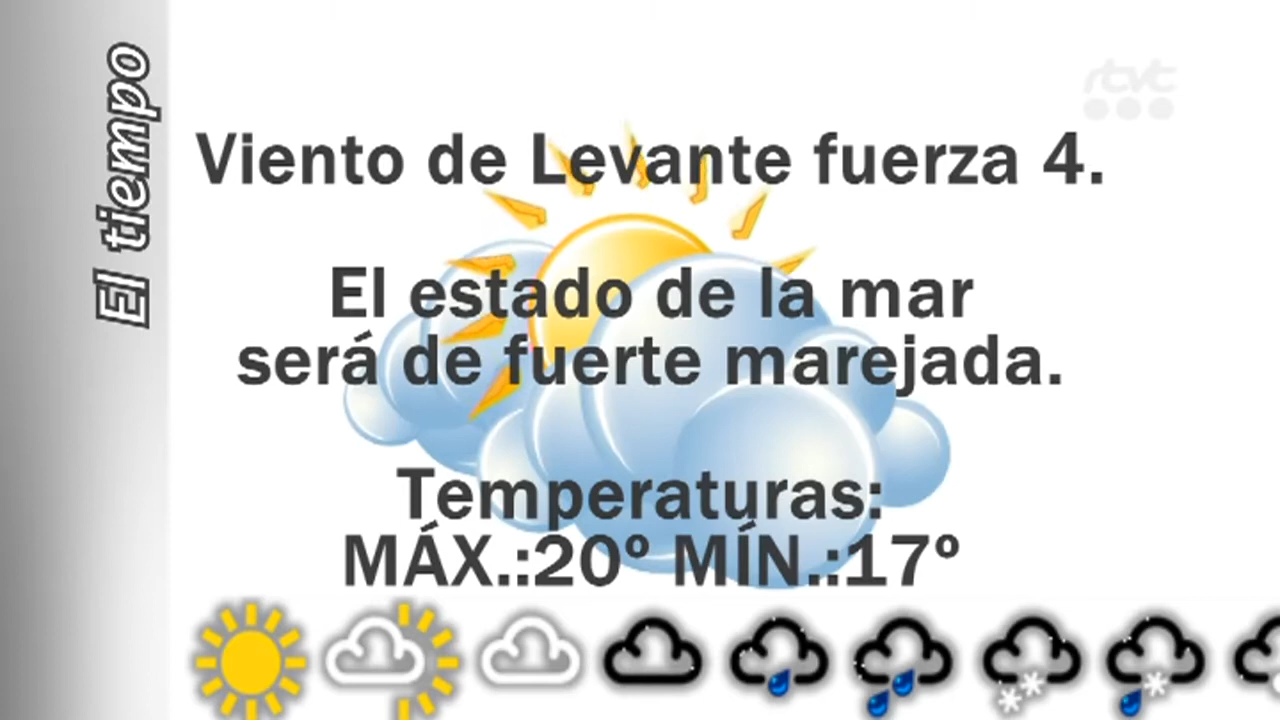 El tiempo
rtvc
Viento de Levante fuerza 4.
El estado de la mar
será de fuerte marejada.
Temperaturas:
MÁX.:20º MÍN.:17º